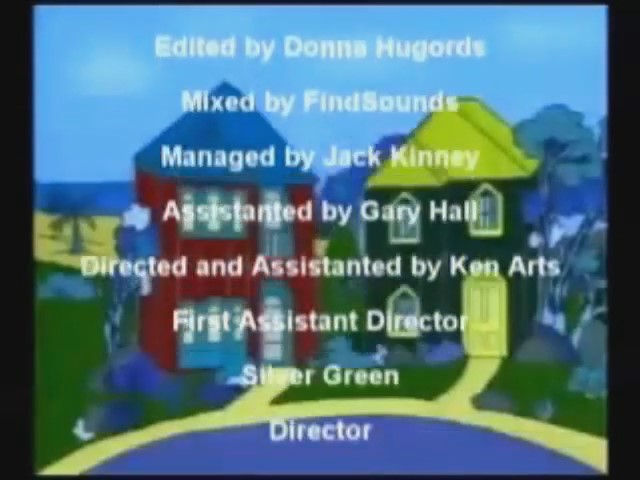 Edited by Donna Hugords
Mixed by FindSounds
Managed by Jack Kinney
Assistanted by Gary Hall
Directed and Assistanted by Ken Arts
First Assistant Director
Silver Green
Director